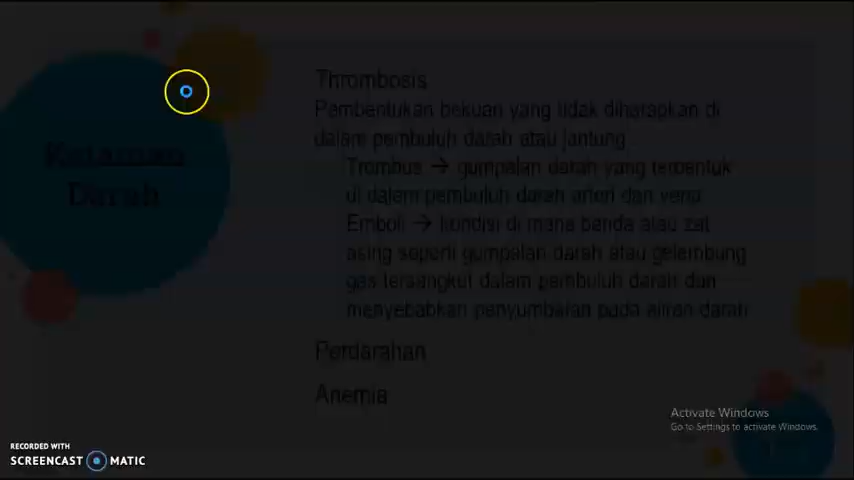 Kelainan
Darah
Thrombosis
Pembentukan bekuan yang tidak diharapkan di
dalam pembuluh darah atau jantung
Trombus → gumpalan darah yang terbentuk
di dalam pembuluh darah arteri dan vena
Emboli → kondisi di mana benda atau zat
asing seperti gumpalan darah atau gelembung
gas tersangkut dalam pembuluh darah dan
menyebabkan penyumbatan pada aliran darah
Perdarahan
Anemia
Activate Windows
Go to Settings to activate Windows.
RECORDED WITH
SCREENCAST MATIC